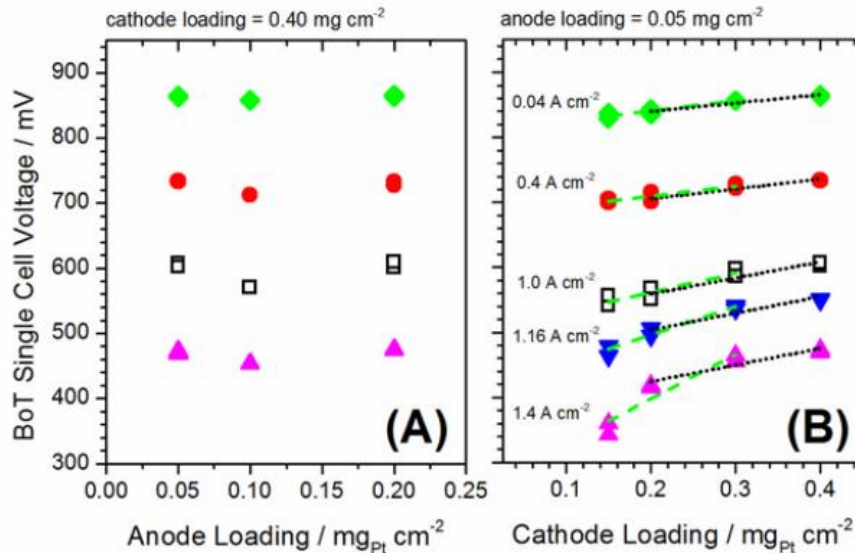 cathode loading = 0.40 mg cm⁻²
anode loading = 0.05 mg cm⁻²
BoT Single Cell Voltage / mV
900
800
700
600
500
400
300
0.00 0.05 0.10 0.15 0.20 0.25
Anode Loading / mg_Pt cm⁻²
(A)
0.04 A cm⁻²
0.4 A cm⁻²
1.0 A cm⁻²
1.16 A cm⁻²
1.4 A cm⁻²
(B)
0.1 0.2 0.3 0.4
Cathode Loading / mg_Pt cm⁻²